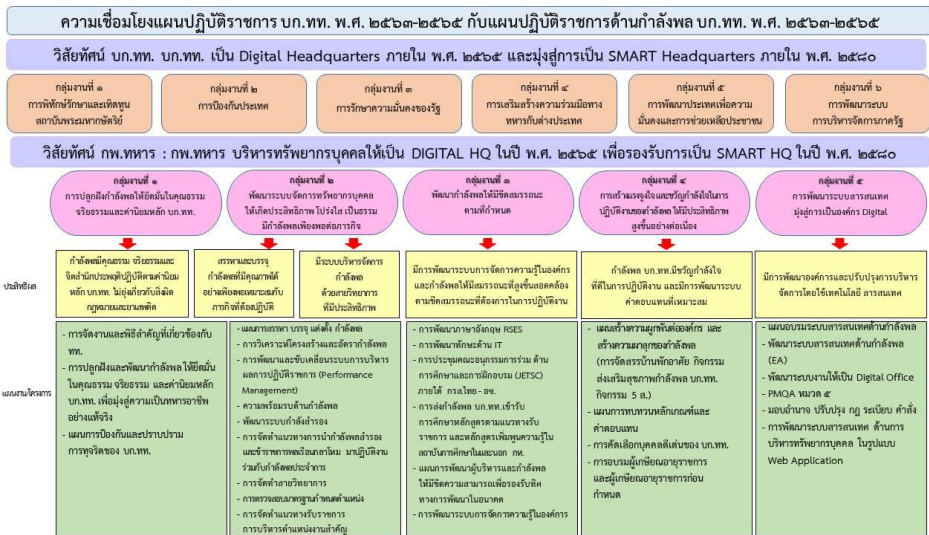 ความเชื่อมโยงแผนปฏิบัติราชการ บก.ทท. พ.ศ. ๒๕๖๓-๒๕๖๕ กับแผนปฏิบัติราชการด้านกำลังพล บก.ทท. พ.ศ. ๒๕๖๓-๒๕๖๕
วิสัยทัศน์ บก.ทท. บก.ทท. เป็น Digital Headquarters ภายใน พ.ศ. ๒๕๖๕ และมุ่งสู่การเป็น SMART Headquarters ภายใน พ.ศ. ๒๕๘๐
กลุ่มงานที่ ๑
การพิทักษ์รักษาและเทิดทูน
สถาบันพระมหากษัตริย์
กลุ่มงานที่ ๒
การป้องกันประเทศ
กลุ่มงานที่ ๓
การรักษาความมั่นคงของรัฐ
กลุ่มงานที่ ๔
การเสริมสร้างความร่วมมือทาง
ทหารกับต่างประเทศ
กลุ่มงานที่ ๕
การพัฒนาประเทศเพื่อความ
มั่นคงและการช่วยเหลือประชาชน
กลุ่มงานที่ ๖
การพัฒนาระบบ
การบริหารจัดการภาครัฐ
วิสัยทัศน์ กพ.ทหาร : กพ.ทหาร บริหารทรัพยากรบุคคลให้เป็น DIGITAL HQ ในปี พ.ศ. ๒๕๖๕ เพื่อรองรับการเป็น SMART HQ ในปี พ.ศ. ๒๕๘๐
กลุ่มงานที่ ๑
การปลูกฝังกำลังพลให้ยึดมั่นในคุณธรรม
จริยธรรมและค่านิยมหลัก บก.ทท.
กลุ่มงานที่ ๒
พัฒนาระบบจัดการทรัพยากรบุคคล
ให้เกิดประสิทธิภาพ โปร่งใส เป็นธรรม
มีกำลังพลเพียงพอต่อภารกิจ
กลุ่มงานที่ ๓
พัฒนากำลังพลให้มีขีดสมรรถนะ
ตามที่กำหนด
กลุ่มงานที่ ๔
การสร้างแรงจูงใจ และขวัญกำลังใจในการ
ปฏิบัติงานของกำลังพล ให้มีประสิทธิภาพ
สูงขึ้นอย่างต่อเนื่อง
กลุ่มงานที่ ๕
การพัฒนาระบบสารสนเทศ
มุ่งสู่การเป็นองค์กร Digital
ประสิทธิผล
กำลังพลมีคุณธรรม จริยธรรมและ
จิตสำนึกประพฤติปฏิบัติตามค่านิยม
หลัก บก.ทท. ไม่ยุ่งเกี่ยวกับสิ่งผิด
กฎหมายและยาเสพติด
สรรหาและบรรจุ
กำลังพลที่มีคุณภาพได้
อย่างเพียงพอเหมาะสมกับ
ภารกิจที่ต้องปฏิบัติ
มีระบบบริหารจัดการ
กำลังพล
ด้วยสายวิทยาการ
ที่มีประสิทธิภาพ
มีการพัฒนาระบบการจัดการความรู้ในองค์กร
และกำลังพลให้มีสมรรถนะที่สูงขึ้นสอดคล้อง
ตามขีดสมรรถนะที่ต้องการในการปฏิบัติงาน
กำลังพล บก.ทท.มีขวัญกำลังใจ
ที่ดีในการปฏิบัติงาน และมีการพัฒนาระบบ
ค่าตอบแทนที่เหมาะสม
มีการพัฒนาองค์กรและปรับปรุงการบริหาร
จัดการโดยใช้เทคโนโลยี สารสนเทศ
แผนงาน/โครงการ
- การจัดงานและพิธีสำคัญที่เกี่ยวข้องกับ
ทท.
- การปลูกฝังและพัฒนากำลังพล ให้ยึดมั่น
ในคุณธรรม จริยธรรม และค่านิยมหลัก
บก.ทท. เพื่อมุ่งสู่ความเป็นทหารอาชีพ
อย่างแท้จริง
- แผนการป้องกันและปราบปราม
การทุจริตของ บก.ทท.
- แผนการสรรหา บรรจุ แต่งตั้ง กำลังพล
- การวิเคราะห์โครงสร้างและอัตรากำลังพล
- การพัฒนาและขับเคลื่อนระบบการบริหาร
ผลการปฏิบัติราชการ (Performance
Management)
- ความพร้อมรบด้านกำลังพล
- พัฒนาระบบกำลังสำรอง
- การจัดทำแนวทางการนำกำลังพลสำรอง
และข้าราชการพลเรือนกลาโหม มาปฏิบัติงาน
ร่วมกับกำลังประจำการ
- การจัดทำสายวิทยาการ
- การตรวจสอบมาตรฐานกำหนดตำแหน่ง
- การจัดทำแนวทางรับราชการ
การบริหารตำแหน่งงานสำคัญ
- การพัฒนาภาษาอังกฤษ RSES
- การพัฒนาทักษะด้าน IT
- การประชุมคณะอนุกรรมการร่วม ด้าน
การศึกษาและการฝึกอบรม (JETSC)
ภายใต้ กรส.ไทย - อซ.
- การส่งกำลังพล บก.ทท.เข้ารับ
การศึกษาหลักสูตรตามแนวทางรับ
ราชการ และหลักสูตรเพิ่มพูนความรู้ใน
สถาบันการศึกษาในและนอก กห.
- แผนการพัฒนาผู้บริหารและกำลังพล
ให้มีขีดความสามารถเพื่อรองรับทิศ
ทางการพัฒนาในอนาคต
- การพัฒนาระบบการจัดการความรู้ในองค์การ
- แผนสร้างความผูกพันต่อองค์กร และ
สร้างความผาสุกของกำลังพล
(การจัดสรรบ้านพักอาศัย กิจกรรม
ส่งเสริมสุขภาพกำลังพล บก.ทท.
กิจกรรม 5 ส.)
- แผนการทบทวนหลักเกณฑ์และ
ค่าตอบแทน
- การคัดเลือกบุคคลดีเด่นของ บก.ทท.
- การอบรมผู้เกษียณอายุราชการ
และผู้เกษียณอายุราชการก่อน
กำหนด
- แผนอบรมระบบสารสนเทศด้านกำลังพล
- พัฒนาระบบสารสนเทศด้านกำลังพล
(EA)
- พัฒนาระบบงานให้เป็น Digital Office
- PMQA หมวด ๕
- มอบอำนาจ ปรับปรุง กฎ ระเบียบ คำสั่ง
- การพัฒนาระบบสารสนเทศ ด้านการ
บริหารทรัพยากรบุคคล ในรูปแบบ
Web Application